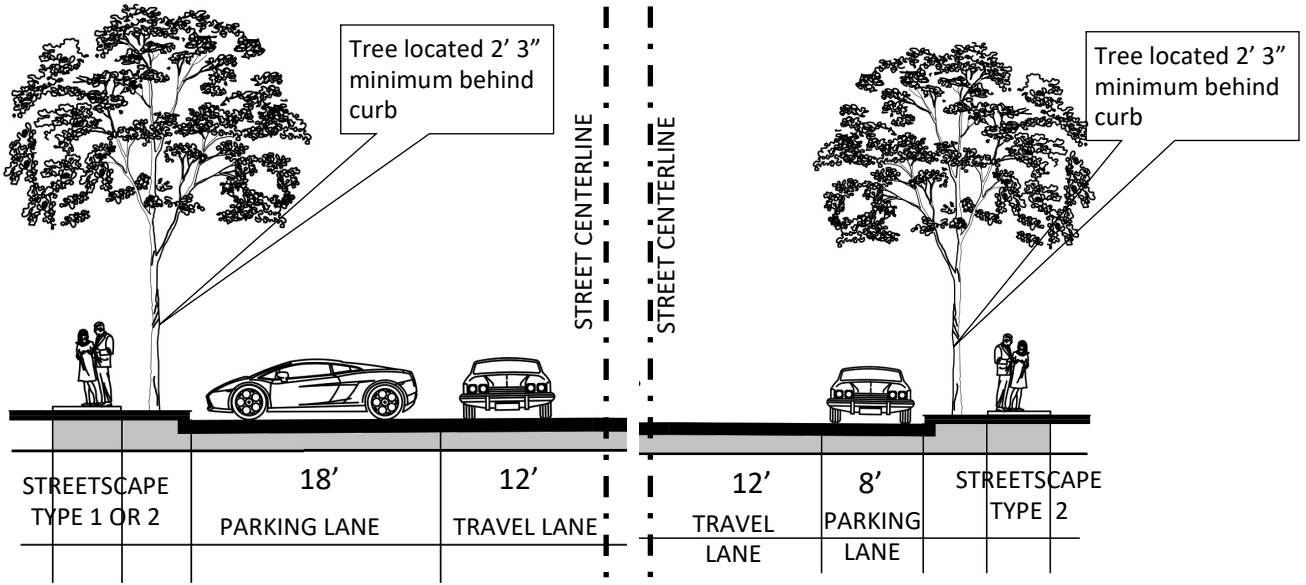 Tree located 2’ 3”
minimum behind
curb
STREET CENTERLINE
STREETSCAPE
TYPE 1 OR 2
18’
PARKING LANE
12’
TRAVEL LANE
Tree located 2’ 3”
minimum behind
curb
STREET CENTERLINE
12’
TRAVEL
LANE
8’
PARKING
LANE
STREETSCAPE
TYPE 2